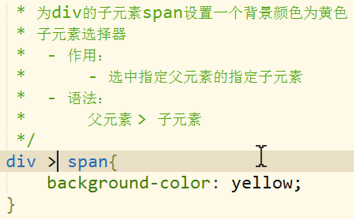 * 为div的子元素span设置一个背景颜色为黄色
* 子元素选择器
* - 作用：
* - 选中指定父元素的指定子元素
* - 语法：
* 父元素 > 子元素
*/
div > span{
background-color: yellow;
}